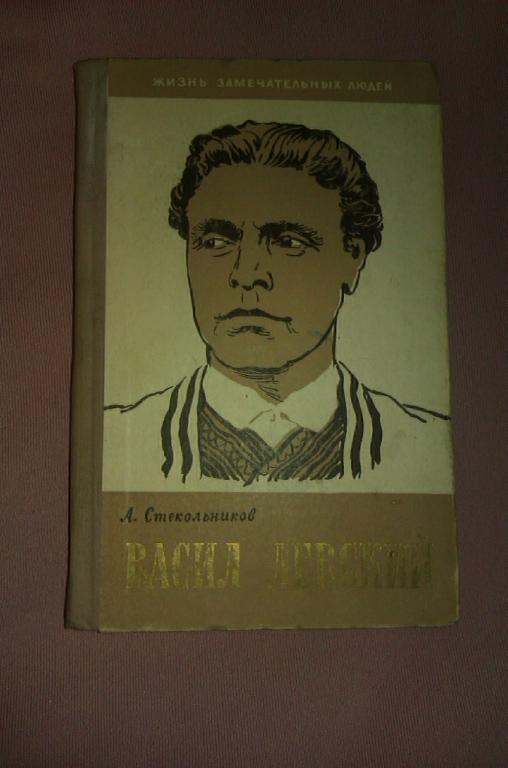 ЖИЗНЬ ЗАМЕЧАТЕЛЬНЫХ ЛЮДЕЙ
А. Стекольников
ВАСИЛ ЛЕВСКИЙ